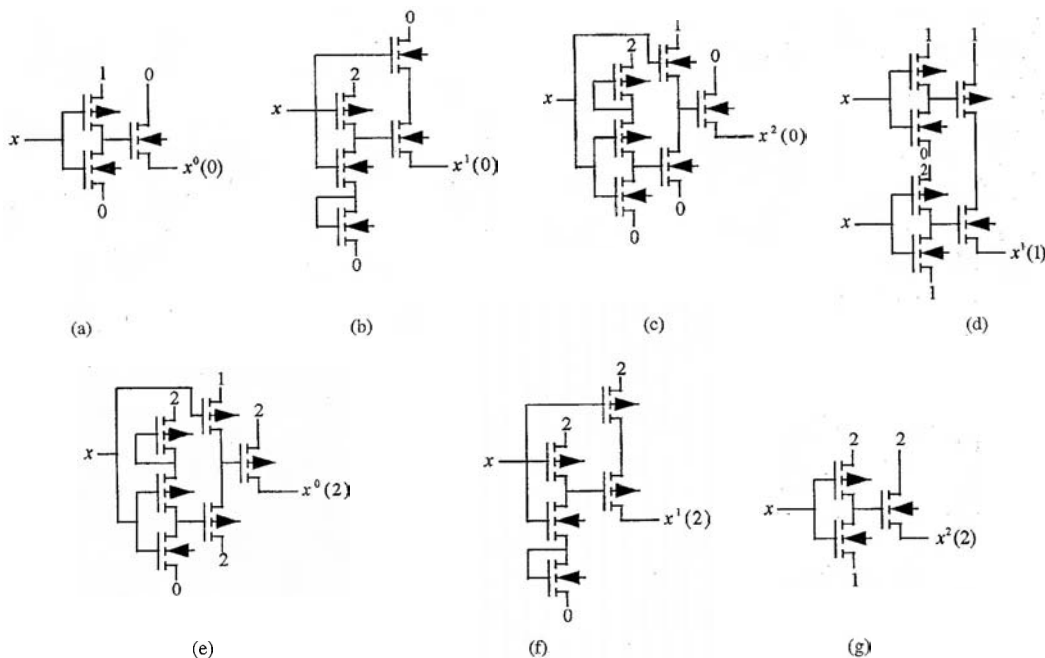 1 0
x
x⁰(0)
0
(a)
0
2
x
x¹(0)
0
(b)
1
2 0
x
x²(0)
0
0
(c)
1 1
x
0
2
x
x¹(1)
1
(d)
1
2 2
x
x⁰(2)
2
0
(e)
2
2
x
x¹(2)
0
(f)
2 2
x
x²(2)
1
(g)